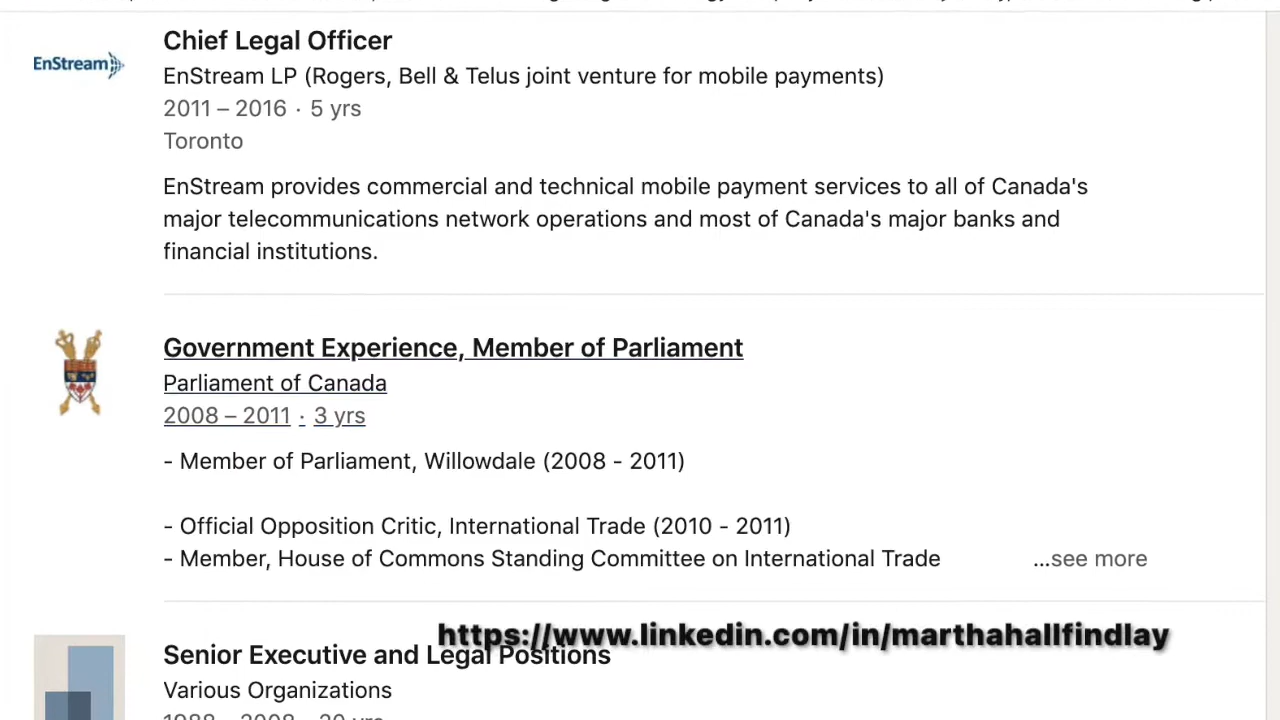 EnStream
Chief Legal Officer
EnStream LP (Rogers, Bell & Telus joint venture for mobile payments)
2011 – 2016 · 5 yrs
Toronto
EnStream provides commercial and technical mobile payment services to all of Canada's
major telecommunications network operations and most of Canada's major banks and
financial institutions.
Government Experience, Member of Parliament
Parliament of Canada
2008 – 2011 · 3 yrs
- Member of Parliament, Willowdale (2008 - 2011)
- Official Opposition Critic, International Trade (2010 - 2011)
- Member, House of Commons Standing Committee on International Trade ...see more
https://www.linkedin.com/in/marthahallfindlay
Senior Executive and Legal Positions
Various Organizations
1988 – 2008 · 20 yrs